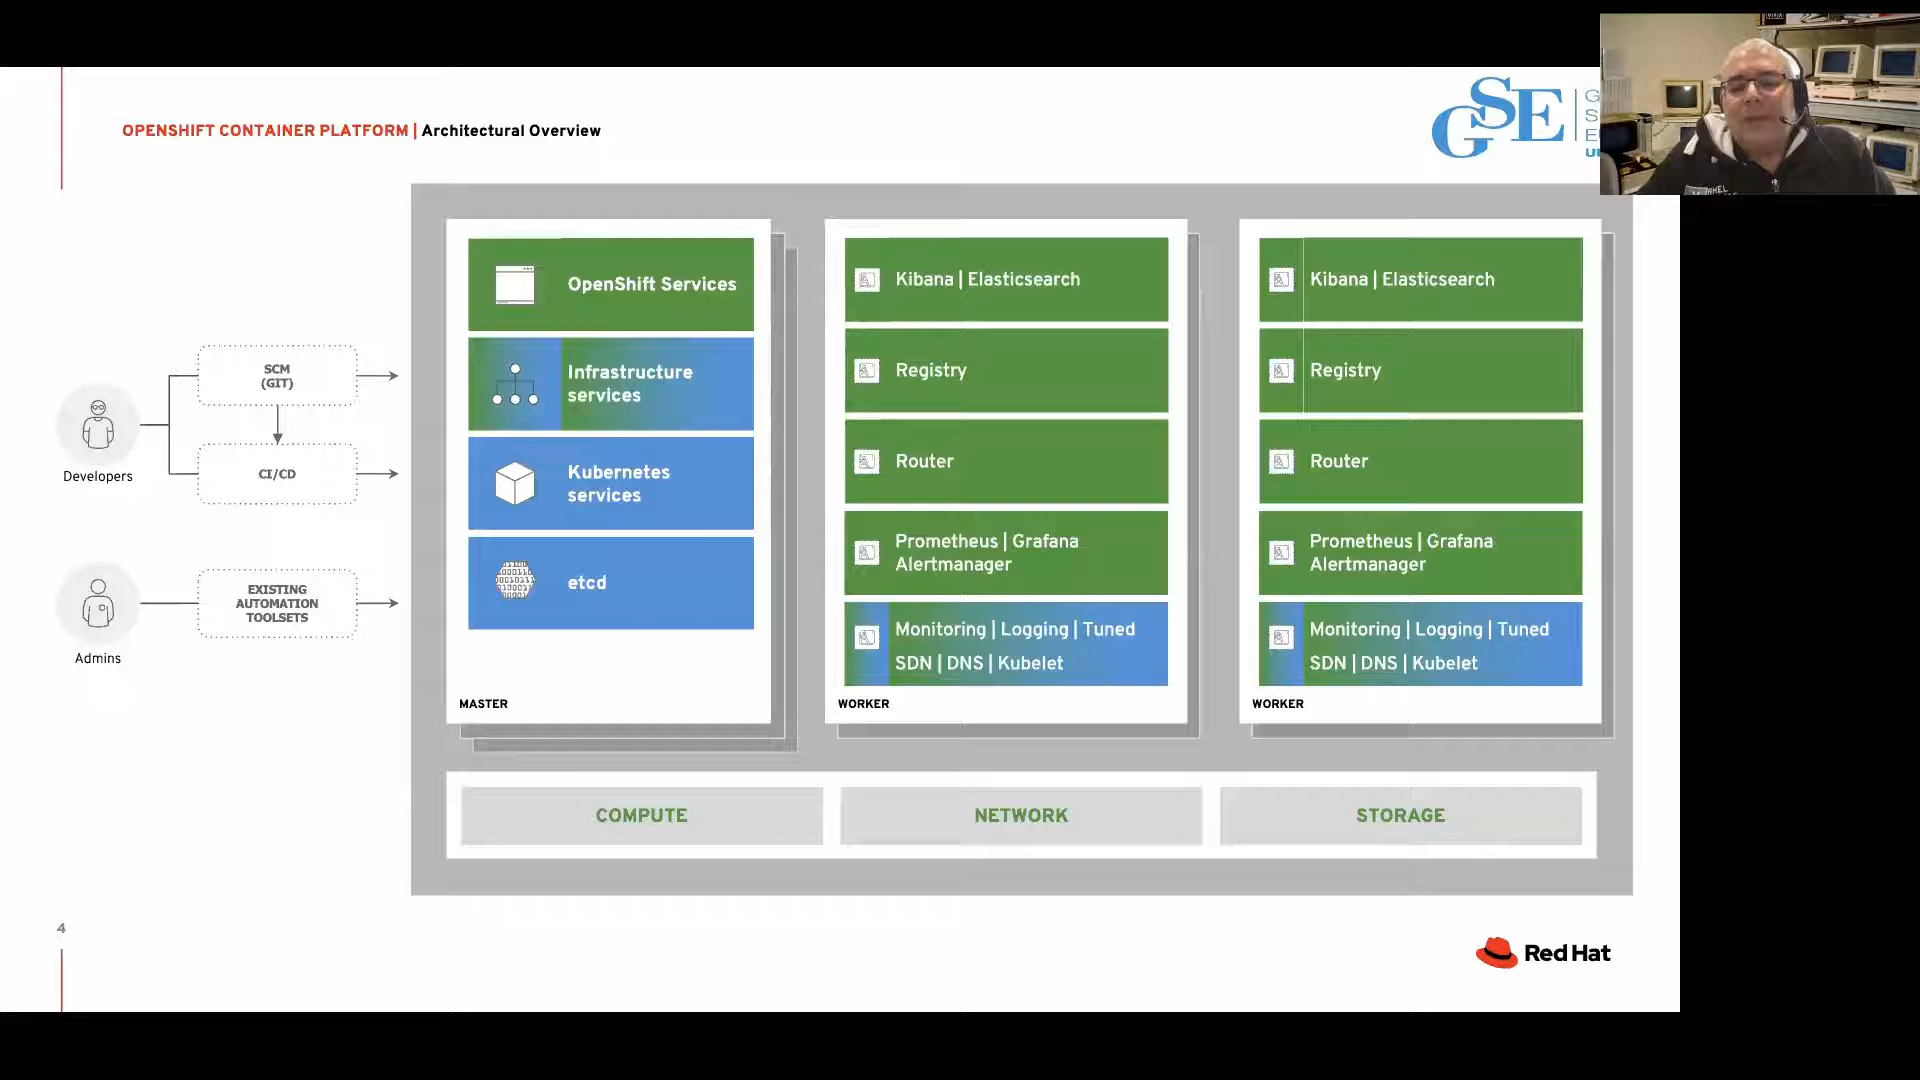 OPENSHIFT CONTAINER PLATFORM | Architectural Overview
GSE
G
S
E
RHEL
OpenShift Services
Infrastructure
services
Kubernetes
services
etcd
MASTER
Kibana | Elasticsearch
Registry
Router
Prometheus | Grafana
Alertmanager
Monitoring | Logging | Tuned
SDN | DNS | Kubelet
WORKER
Kibana | Elasticsearch
Registry
Router
Prometheus | Grafana
Alertmanager
Monitoring | Logging | Tuned
SDN | DNS | Kubelet
WORKER
SCM
(GIT)
CI/CD
Developers
EXISTING
AUTOMATION
TOOLSETS
Admins
COMPUTE
NETWORK
STORAGE
4
Red Hat